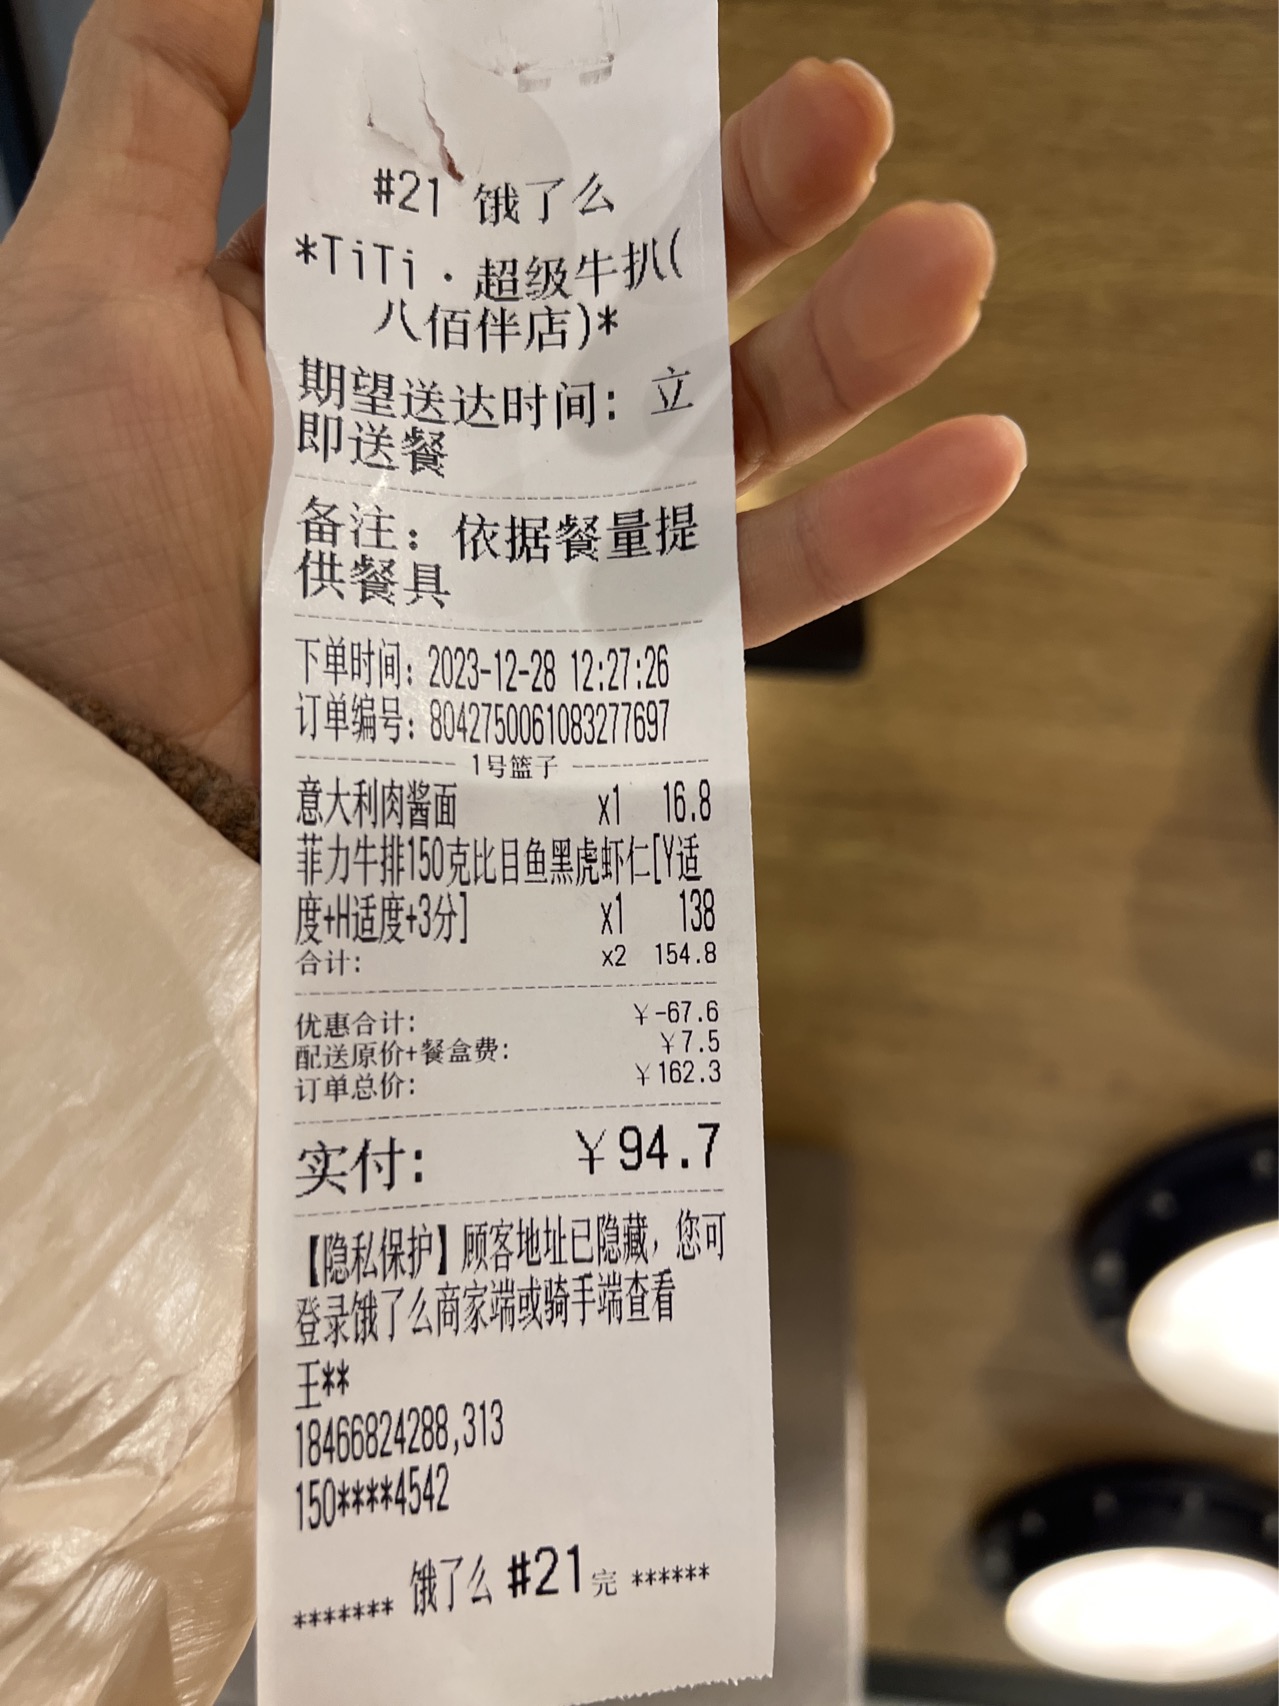 #21 饿了么
*TiTi·超级牛扒(
八佰伴店)*
期望送达时间: 立
即送餐
备注: 依据餐量提
供餐具
下单时间: 2023-12-28 12:27:26
订单编号: 8042750061083277697
1号篮子
意大利肉酱面 x1 16.8
菲力牛排150克比目鱼黑虎虾仁[Y适
度+H适度+3分] x1 138
合计: x2 154.8
优惠合计: ￥-67.6
配送原价+餐盒费: ￥7.5
订单总价: ￥162.3
实付: ￥94.7
【隐私保护】顾客地址已隐藏，您可
登录饿了么商家端或骑手端查看
王**
18466824288,313
150****4542
******* 饿了么 #21 完 ******